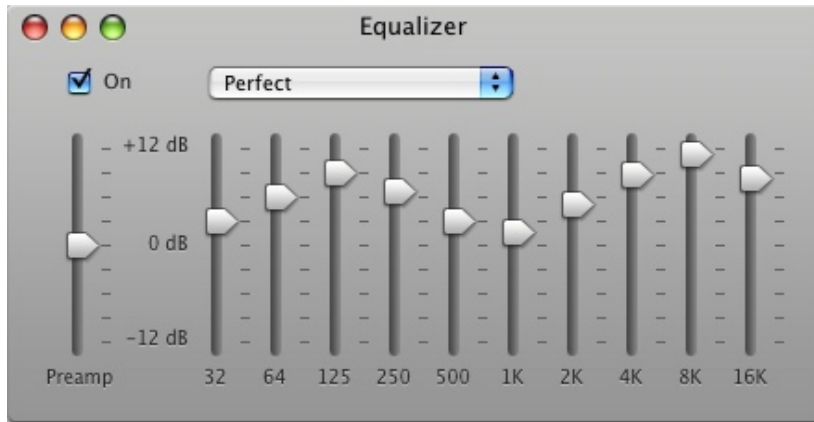 Equalizer
On
Perfect
+12 dB
0 dB
-12 dB
Preamp 32 64 125 250 500 1K 2K 4K 8K 16K